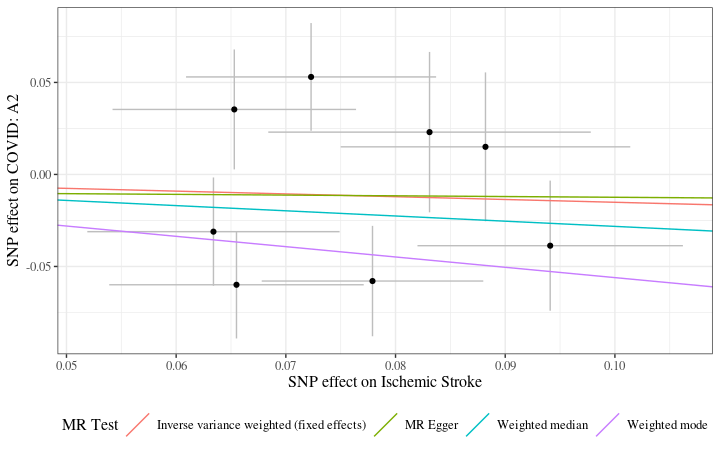 SNP effect on COVID: A2
0.05
0.00
-0.05
0.05 0.06 0.07 0.08 0.09 0.10
SNP effect on Ischemic Stroke
MR Test Inverse variance weighted (fixed effects) MR Egger Weighted median Weighted mode